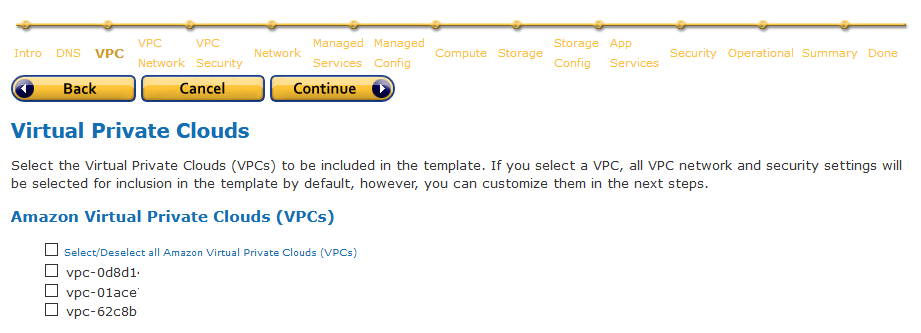 Intro DNS VPC VPC Network VPC Security Network Managed Services Managed Config Compute Storage Storage Config App Services Security Operational Summary Done
Back Cancel Continue
Virtual Private Clouds
Select the Virtual Private Clouds (VPCs) to be included in the template. If you select a VPC, all VPC network and security settings will
be selected for inclusion in the template by default, however, you can customize them in the next steps.
Amazon Virtual Private Clouds (VPCs)
Select/Deselect all Amazon Virtual Private Clouds (VPCs)
vpc-0d8d1
vpc-01ace
vpc-62c8b